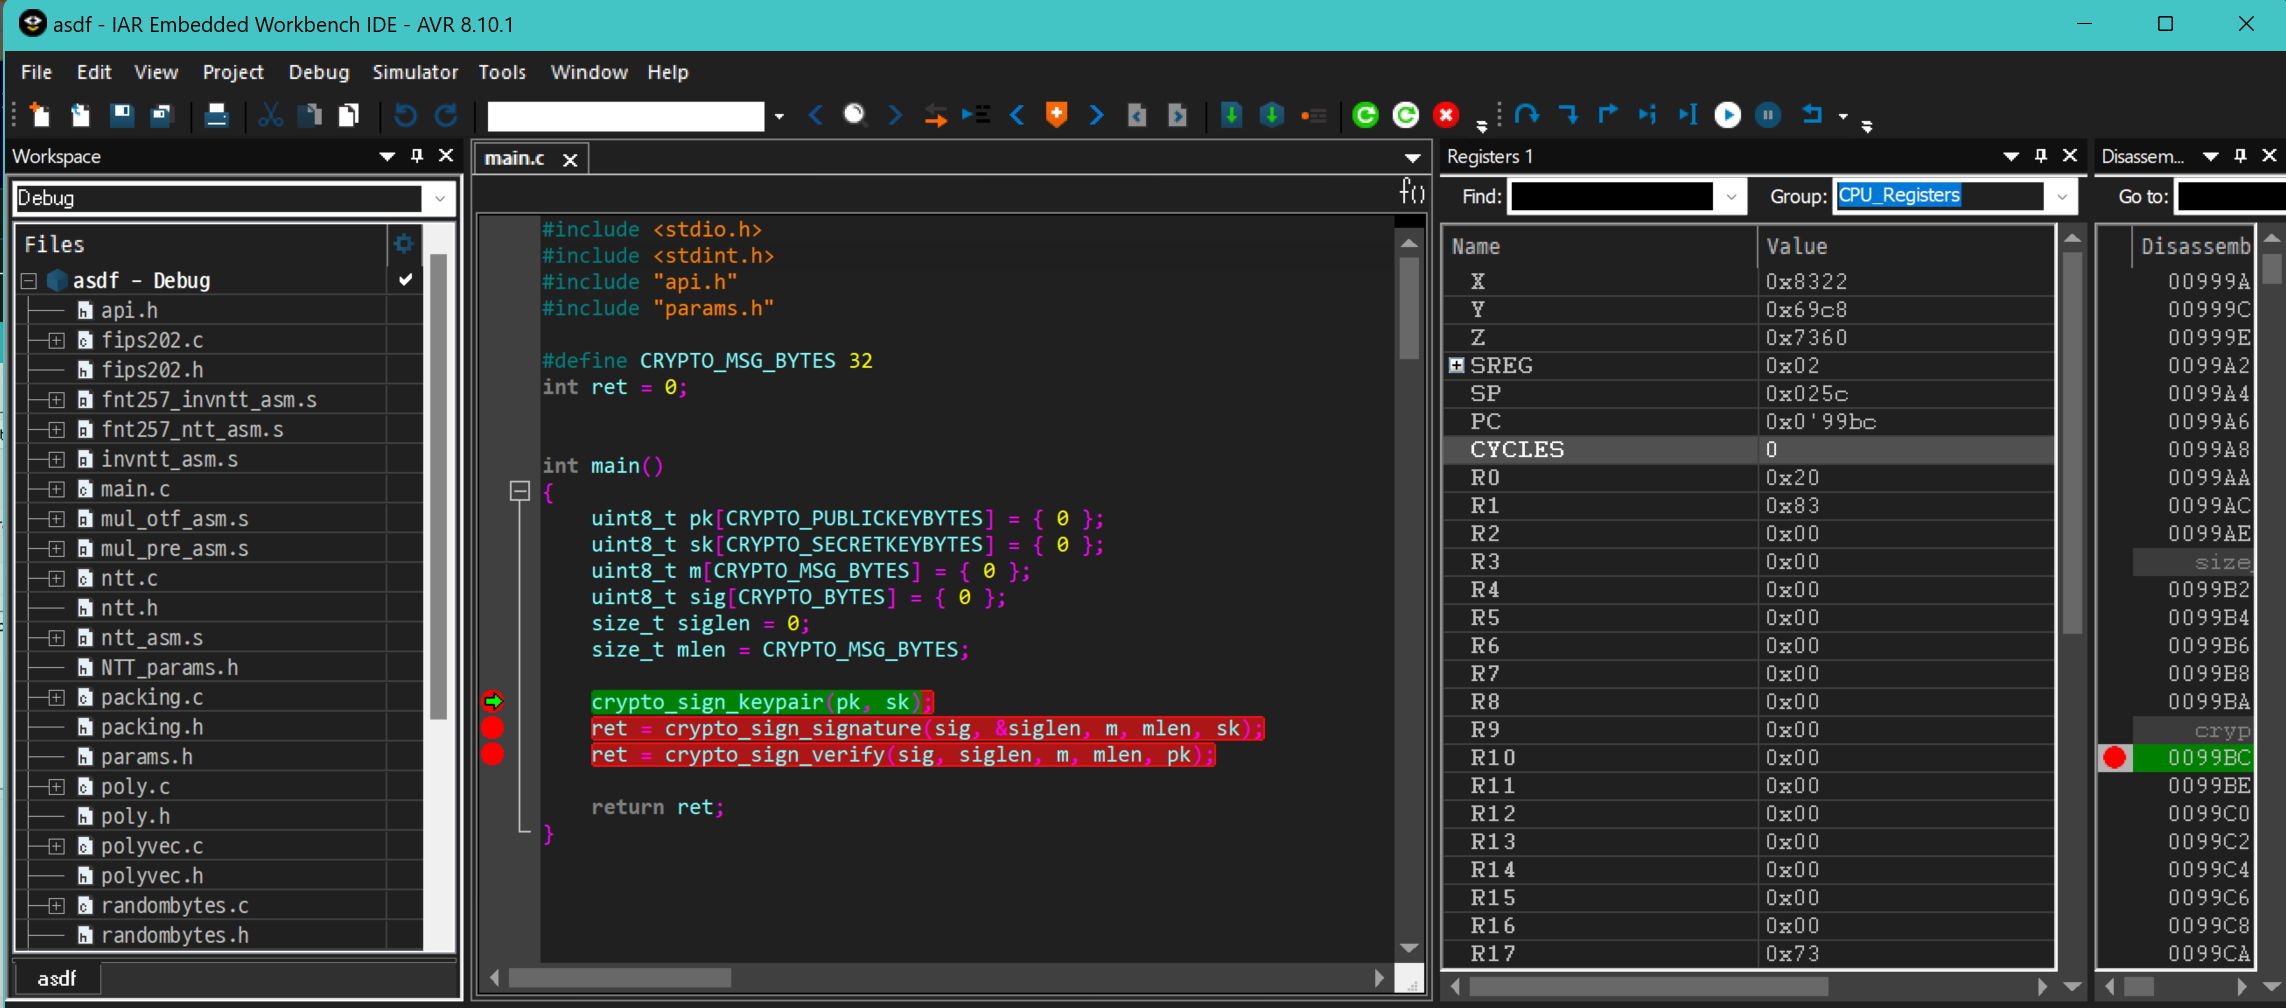 asdf - IAR Embedded Workbench IDE - AVR 8.10.1
File Edit View Project Debug Simulator Tools Window Help
Workspace
Debug
Files
asdf - Debug
api.h
fips202.c
fips202.h
fnt257_invntt_asm.s
fnt257_ntt_asm.s
invntt_asm.s
main.c
mul_otf_asm.s
mul_pre_asm.s
ntt.c
ntt.h
ntt_asm.s
NTT_params.h
packing.c
packing.h
params.h
poly.c
poly.h
polyvec.c
polyvec.h
randombytes.c
randombytes.h
asdf
main.c
f()
#include <stdio.h>
#include <stdint.h>
#include "api.h"
#include "params.h"
#define CRYPTO_MSG_BYTES 32
int ret = 0;
int main()
{
uint8_t pk[CRYPTO_PUBLICKEYBYTES] = { 0 };
uint8_t sk[CRYPTO_SECRETKEYBYTES] = { 0 };
uint8_t m[CRYPTO_MSG_BYTES] = { 0 };
uint8_t sig[CRYPTO_BYTES] = { 0 };
size_t siglen = 0;
size_t mlen = CRYPTO_MSG_BYTES;
crypto_sign_keypair(pk, sk);
ret = crypto_sign_signature(sig, &siglen, m, mlen, sk);
ret = crypto_sign_verify(sig, siglen, m, mlen, pk);
return ret;
}
Registers 1
Find: Group: CPU_Registers
Name Value
X 0x8322
Y 0x69c8
Z 0x7360
SREG 0x02
SP 0x025c
PC 0x0'99bc
CYCLES 0
R0 0x20
R1 0x83
R2 0x00
R3 0x00
R4 0x00
R5 0x00
R6 0x00
R7 0x00
R8 0x00
R9 0x00
R10 0x00
R11 0x00
R12 0x00
R13 0x00
R14 0x00
R15 0x00
R16 0x00
R17 0x73
Disassem...
Go to:
Disassemb
00999A
00999C
00999E
0099A2
0099A4
0099A6
0099A8
0099AA
0099AC
0099AE
size_
0099B2
0099B4
0099B6
0099B8
0099BA
cryp
0099BC
0099BE
0099C0
0099C2
0099C4
0099C6
0099C8
0099CA